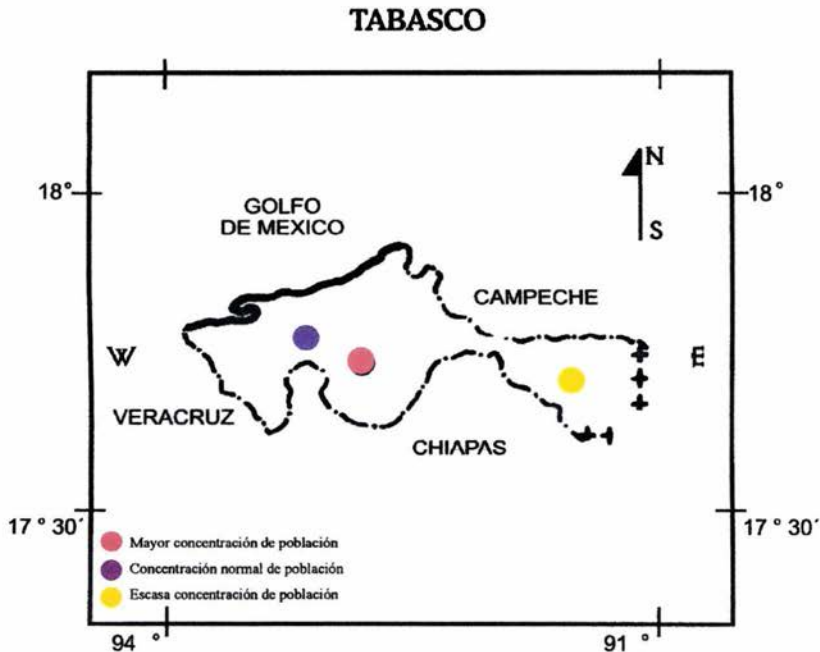 TABASCO
N
18°
18°
GOLFO
DE MEXICO
S
CAMPECHE
W
E
VERACRUZ
CHIAPAS
17 ° 30´
17 ° 30´
Mayor concentración de población
Concentración normal de población
Escasa concentración de población
94 °
91 °